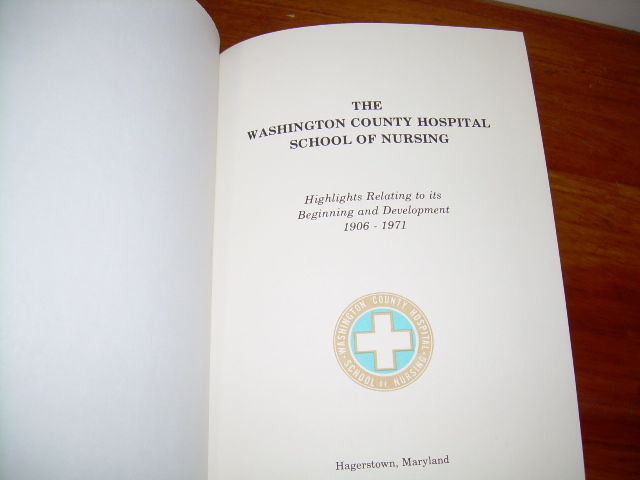 THE
WASHINGTON COUNTY HOSPITAL
SCHOOL OF NURSING
Highlights Relating to its
Beginning and Development
1906 - 1971
WASHINGTON COUNTY HOSPITAL
SCHOOL OF NURSING
Hagerstown, Maryland